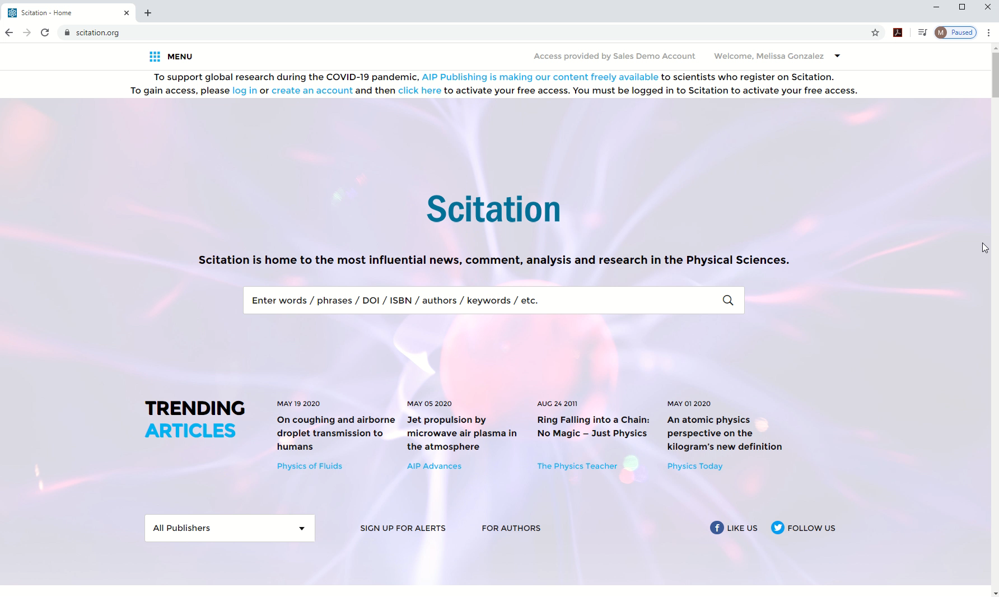 Scitation - Home
scitation.org
M Paused
MENU
Access provided by Sales Demo Account
Welcome, Melissa Gonzalez
To support global research during the COVID-19 pandemic, AIP Publishing is making our content freely available to scientists who register on Scitation.
To gain access, please log in or create an account and then click here to activate your free access. You must be logged in to Scitation to activate your free access.
Scitation
Scitation is home to the most influential news, comment, analysis and research in the Physical Sciences.
Enter words / phrases / DOI / ISBN / authors / keywords / etc.
TRENDING
ARTICLES
MAY 19 2020
On coughing and airborne
droplet transmission to
humans
Physics of Fluids
MAY 05 2020
Jet propulsion by
microwave air plasma in
the atmosphere
AIP Advances
AUG 24 2011
Ring Falling into a Chain:
No Magic — Just Physics
The Physics Teacher
MAY 01 2020
An atomic physics
perspective on the
kilogram's new definition
Physics Today
All Publishers
SIGN UP FOR ALERTS
FOR AUTHORS
f LIKE US
FOLLOW US